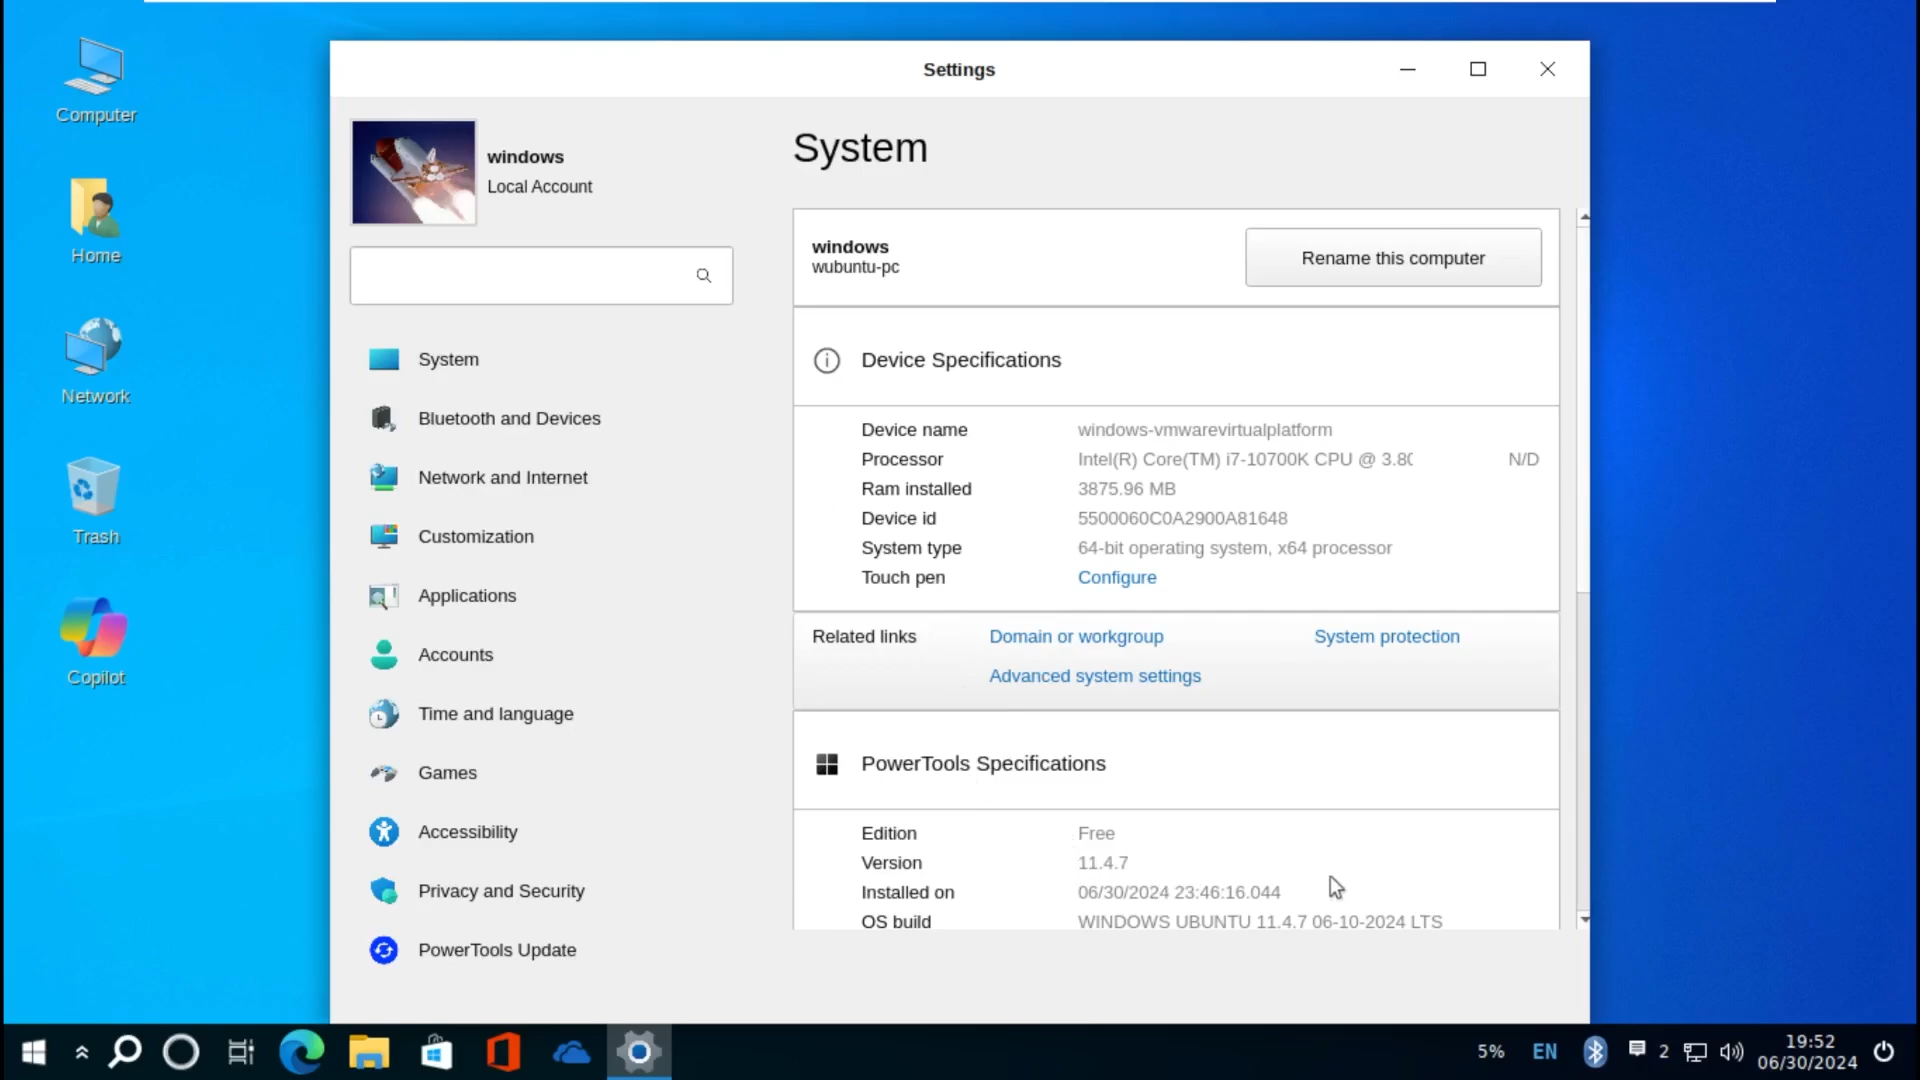 Computer
Home
Network
Trash
Copilot
Settings
windows
Local Account
System
Bluetooth and Devices
Network and Internet
Customization
Applications
Accounts
Time and language
Games
Accessibility
Privacy and Security
PowerTools Update
System
windows
wubuntu-pc
Rename this computer
Device Specifications
Device name windows-vmwarevirtualplatform
Processor Intel(R) Core(TM) i7-10700K CPU @ 3.80 N/D
Ram installed 3875.96 MB
Device id 5500060C0A2900A81648
System type 64-bit operating system, x64 processor
Touch pen Configure
Related links Domain or workgroup System protection
Advanced system settings
PowerTools Specifications
Edition Free
Version 11.4.7
Installed on 06/30/2024 23:46:16.044
OS build WINDOWS UBUNTU 11.4.7 06-10-2024 LTS
5% EN 2 19:52
06/30/2024